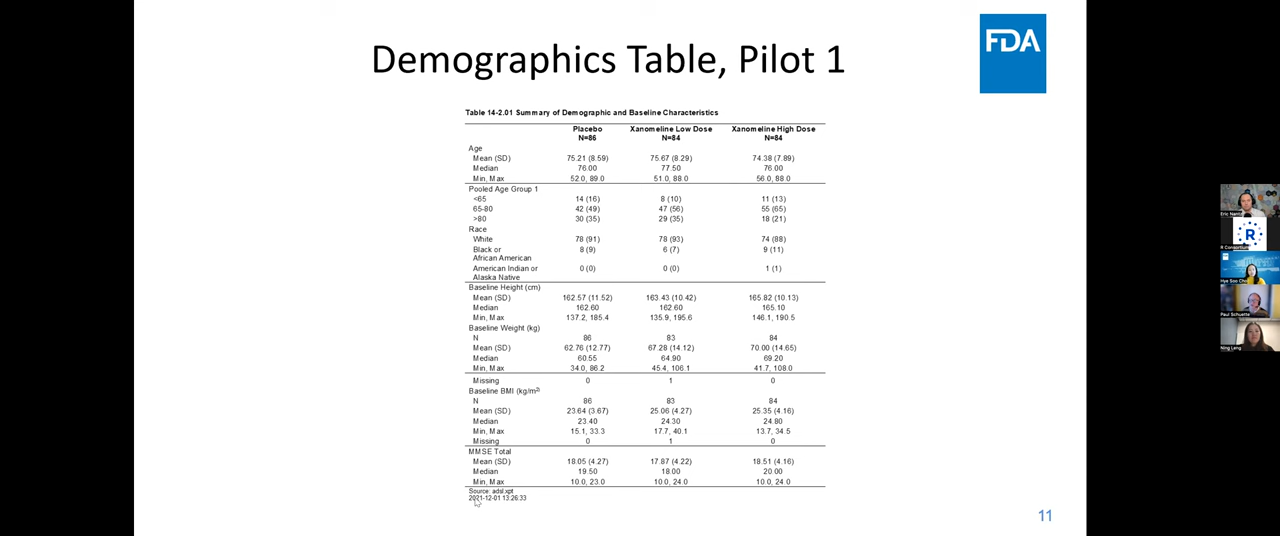 Demographics Table, Pilot 1
FDA
Table 14-2.01 Summary of Demographic and Baseline Characteristics
Placebo Xanomeline Low Dose Xanomeline High Dose
N=86 N=84 N=84
Age
Mean (SD) 75.21 (8.59) 75.67 (8.29) 74.38 (7.89)
Median 76.00 77.50 76.00
Min, Max 52.0, 89.0 51.0, 88.0 56.0, 88.0
Pooled Age Group 1
<65 14 (16) 8 (10) 11 (13)
65-80 42 (49) 47 (56) 55 (65)
>80 30 (35) 29 (35) 18 (21)
Race
White 78 (91) 78 (93) 74 (88)
Black or 8 (9) 6 (7) 9 (11)
African American
American Indian or 0 (0) 0 (0) 1 (1)
Alaska Native
Baseline Height (cm)
Mean (SD) 162.57 (11.52) 163.43 (10.42) 165.82 (10.13)
Median 162.60 162.60 165.10
Min, Max 137.2, 185.4 135.9, 195.6 146.1, 190.5
Baseline Weight (kg)
N 86 83 84
Mean (SD) 62.76 (12.77) 67.28 (14.12) 70.00 (14.65)
Median 60.55 64.90 69.20
Min, Max 34.0, 86.2 45.4, 106.1 41.7, 108.0
Missing 0 1 0
Baseline BMI (kg/m²)
N 86 83 84
Mean (SD) 23.64 (3.67) 25.06 (4.27) 25.35 (4.16)
Median 23.40 24.30 24.80
Min, Max 15.1, 33.3 17.7, 40.1 13.7, 34.5
Missing 0 1 0
MMSE Total
Mean (SD) 18.05 (4.27) 17.87 (4.22) 18.51 (4.16)
Median 19.50 18.00 20.00
Min, Max 10.0, 23.0 10.0, 24.0 10.0, 24.0
Source: adsl.xpt
2021-12-01 13:26:33
11
Eric
R
R Consortium
Hye Soo
Paul Schuette
Ning Leng